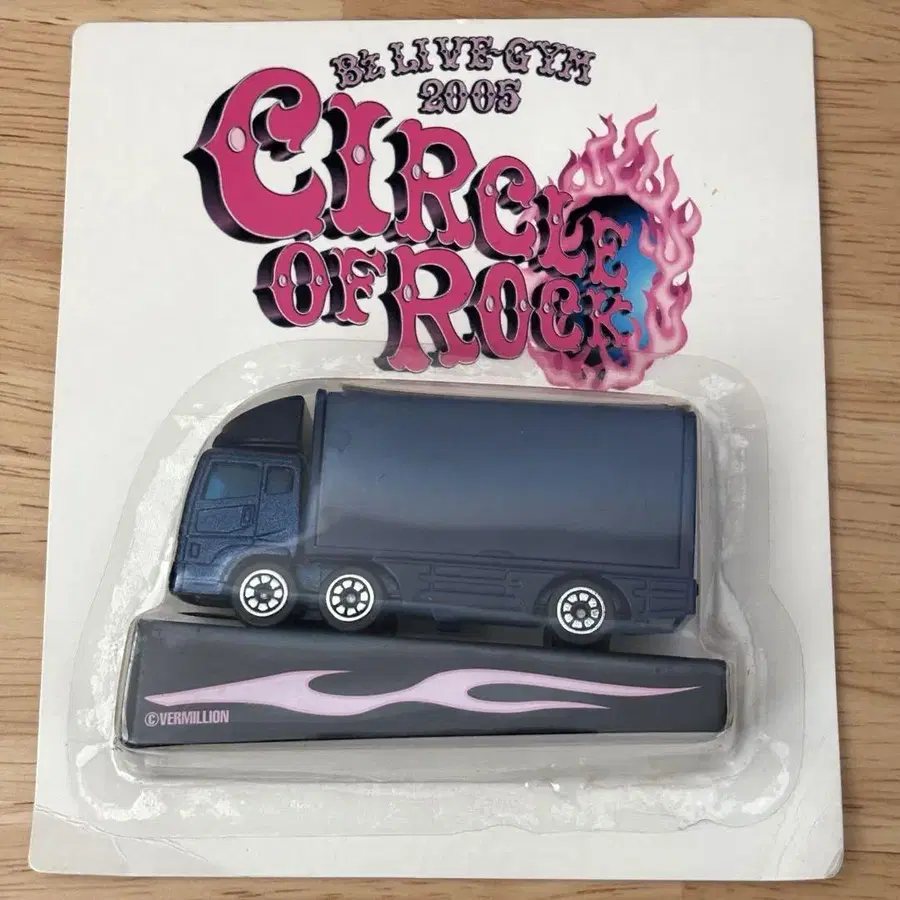 B'z LIVE-GYM
2005
CIRCLE
OF ROCK
©VERMILLION